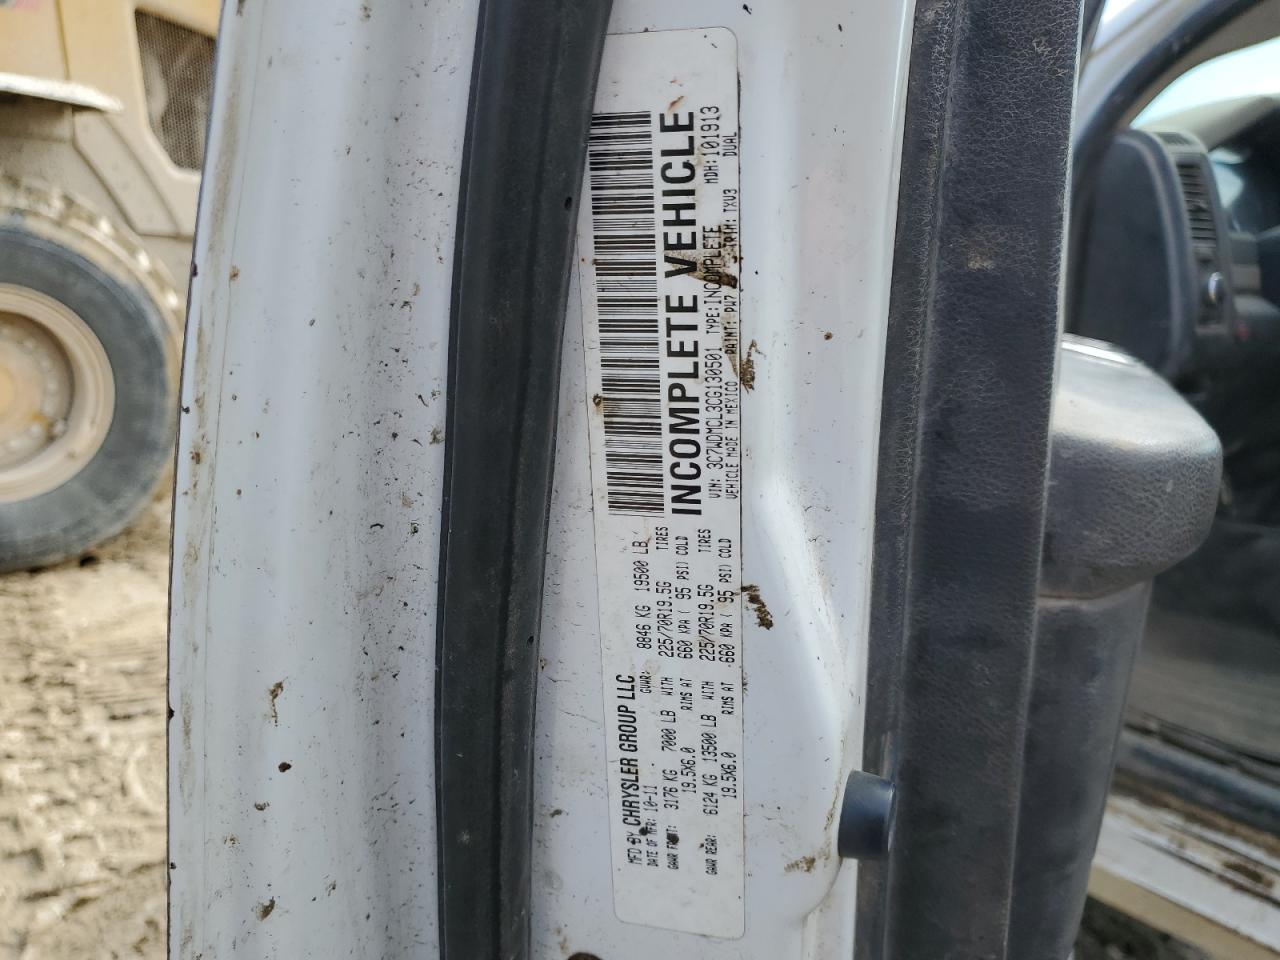 MFD BY CHRYSLER GROUP LLC
DATE OF MFR: 10-11 GVWR: 8846 KG 19500 LB
GAWR FRONT: 3176 KG 7000 LB WITH 225/70R19.5G TIRES
19.5X6.0 RIMS AT 660 KPA ( 95 PSI) COLD
GAWR REAR: 6124 KG 13500 LB WITH 225/70R19.5G TIRES
19.5X6.0 RIMS AT 660 KPA ( 95 PSI) COLD
INCOMPLETE VEHICLE
VIN: 3C7WDMCL3CG130501 TYPE: INCOMPLETE MDH: 101913
VEHICLE MADE IN MEXICO PAINT: PW7 TRIM: TXU3 DUAL